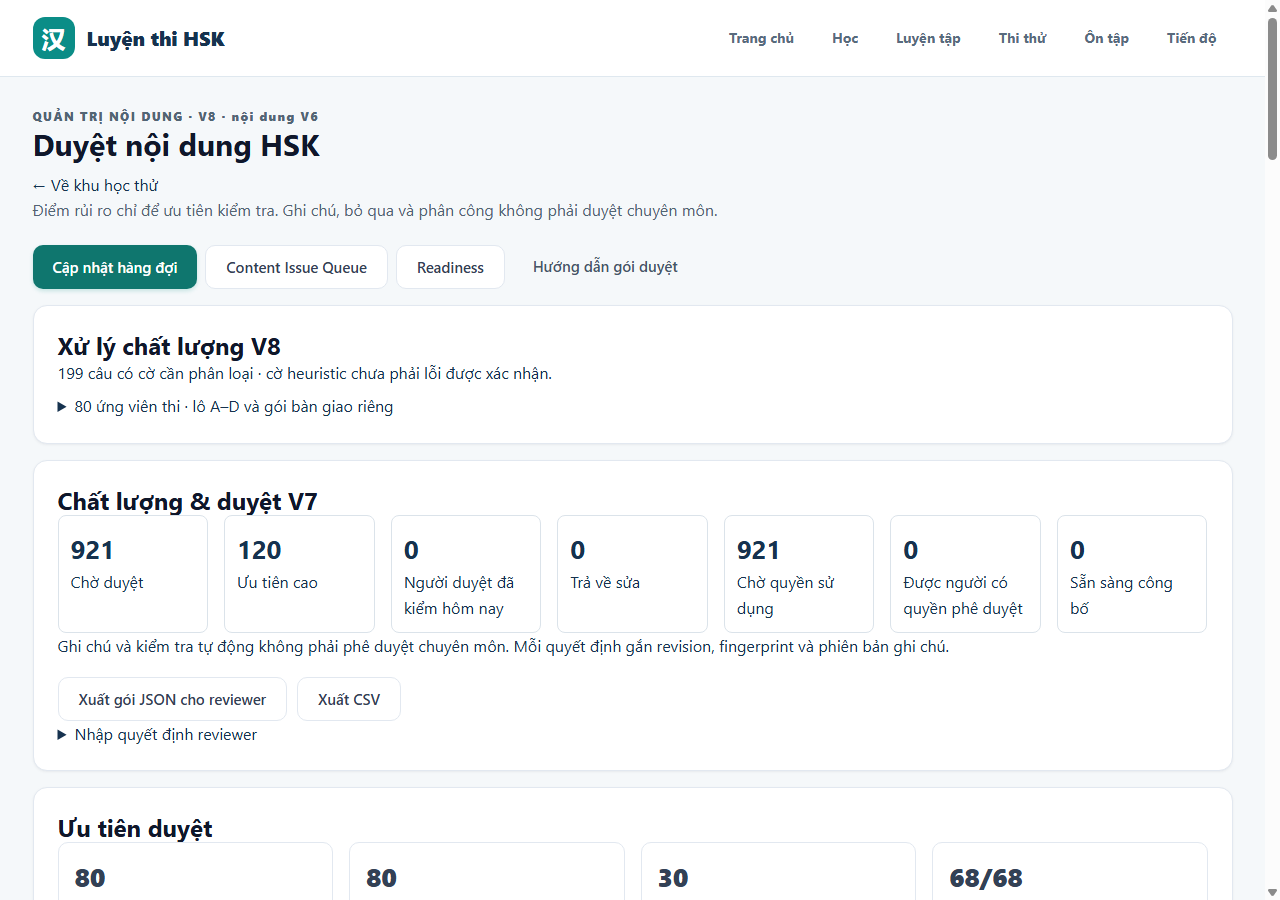 汉 Luyện thi HSK
Trang chủ Học Luyện tập Thi thử Ôn tập Tiến độ
QUẢN TRỊ NỘI DUNG · V8 · nội dung V6
Duyệt nội dung HSK
← Về khu học thử
Điểm rủi ro chỉ để ưu tiên kiểm tra. Ghi chú, bỏ qua và phân công không phải duyệt chuyên môn.
Cập nhật hàng đợi Content Issue Queue Readiness Hướng dẫn gói duyệt
Xử lý chất lượng V8
199 câu có cờ cần phân loại · cờ heuristic chưa phải lỗi được xác nhận.
▶ 80 ứng viên thi · lô A–D và gói bàn giao riêng
Chất lượng & duyệt V7
921
Chờ duyệt
120
Ưu tiên cao
0
Người duyệt đã
kiểm hôm nay
0
Trả về sửa
921
Chờ quyền sử
dụng
0
Được người có
quyền phê duyệt
0
Sẵn sàng công
bố
Ghi chú và kiểm tra tự động không phải phê duyệt chuyên môn. Mỗi quyết định gắn revision, fingerprint và phiên bản ghi chú.
Xuất gói JSON cho reviewer Xuất CSV
▶ Nhập quyết định reviewer
Ưu tiên duyệt
80 80 30 68/68